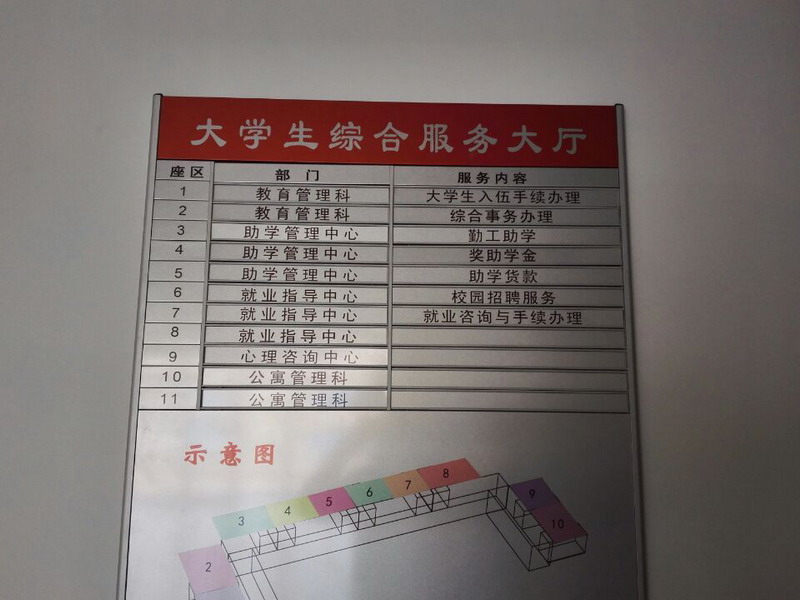 大学生综合服务大厅
座区 部 门 服务内容
1 教育管理科 大学生入伍手续办理
2 教育管理科 综合事务办理
3 助学管理中心 勤工助学
4 助学管理中心 奖助学金
5 助学管理中心 助学货款
6 就业指导中心 校园招聘服务
7 就业指导中心 就业咨询与手续办理
8 就业指导中心
9 心理咨询中心
10 公寓管理科
11 公寓管理科
示意图
8
7
6
5
4
3
9
10
2